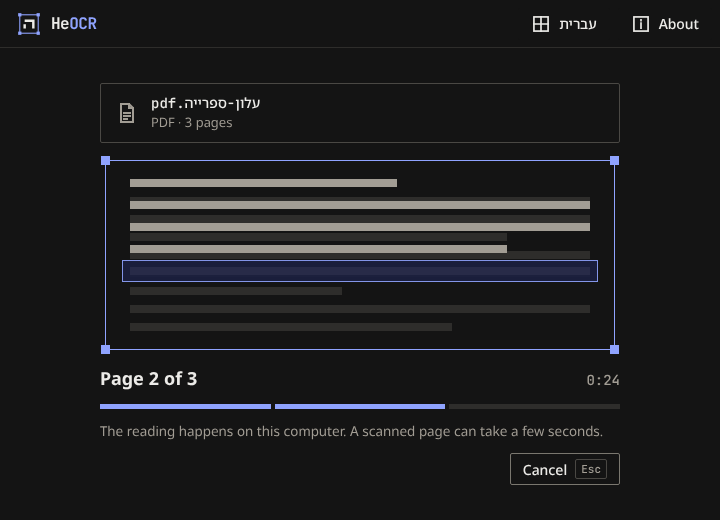 ה HeOCR
עברית
About
עלון-ספרייה.pdf
PDF · 3 pages
Page 2 of 3
0:24
The reading happens on this computer. A scanned page can take a few seconds.
Cancel Esc